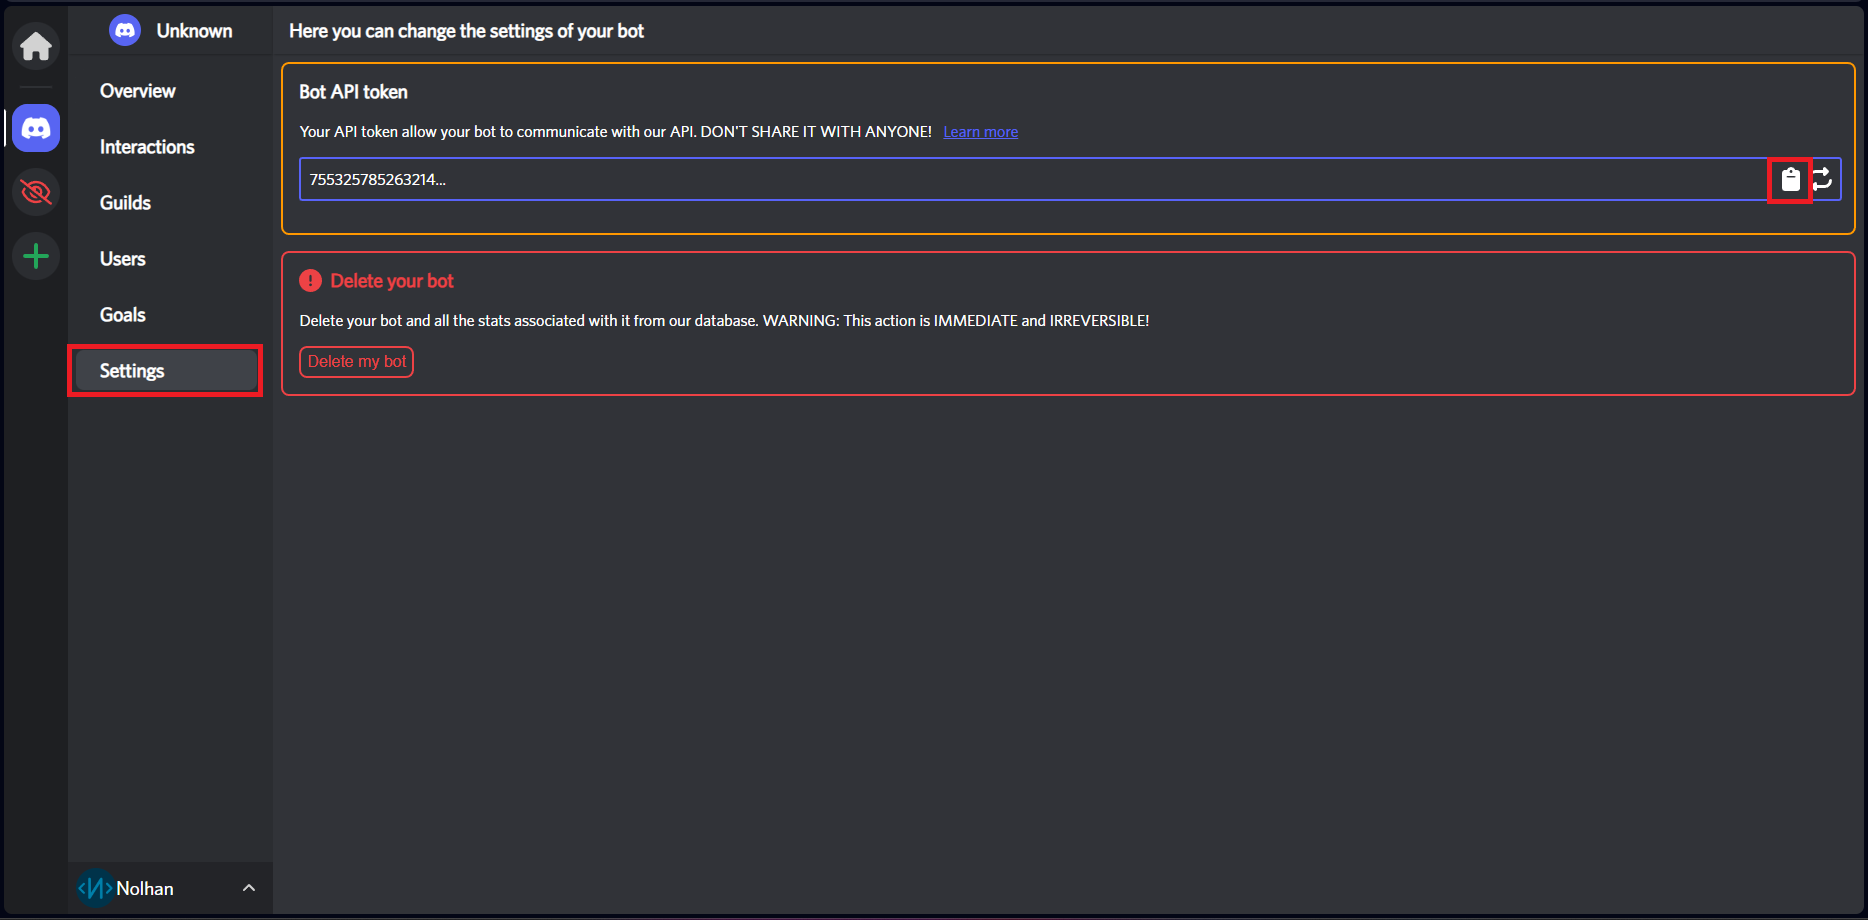 Unknown
Here you can change the settings of your bot
Overview
Interactions
Guilds
Users
Goals
Settings
Bot API token
Your API token allow your bot to communicate with our API. DON'T SHARE IT WITH ANYONE! Learn more
755325785263214...
Delete your bot
Delete your bot and all the stats associated with it from our database. WARNING: This action is IMMEDIATE and IRREVERSIBLE!
Delete my bot
Nolhan